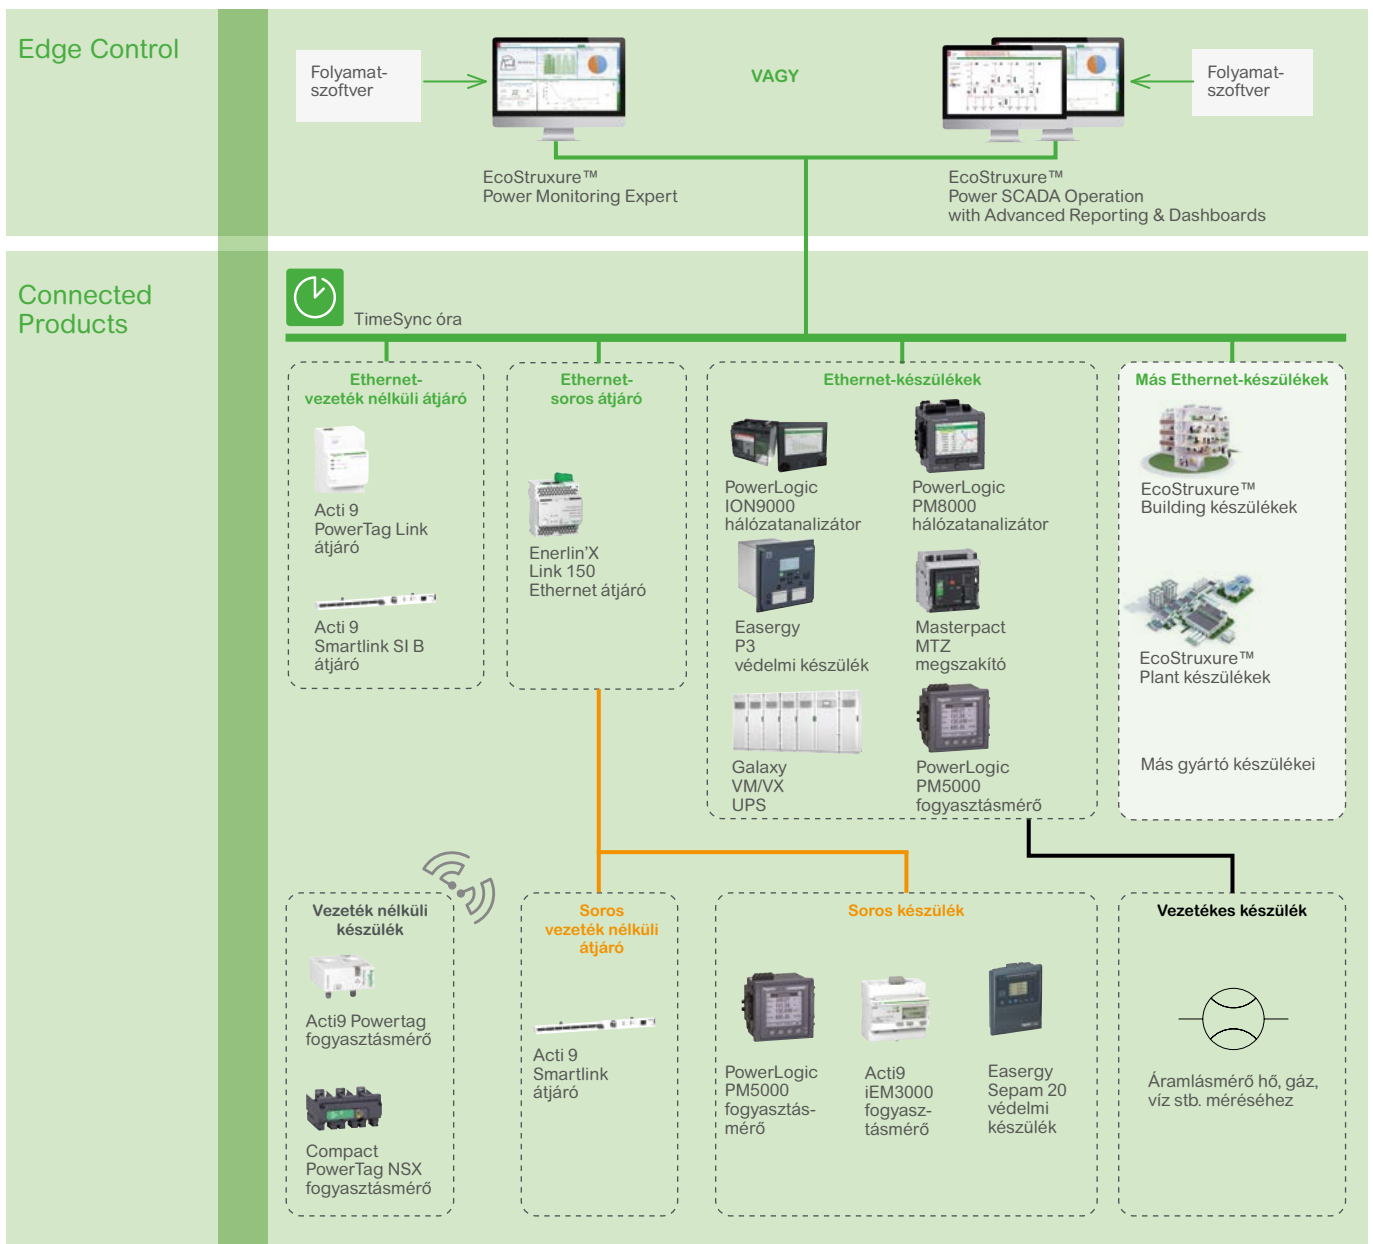 Edge Control
Folyamat-
szoftver
VAGY
Folyamat-
szoftver
EcoStruxure™
Power Monitoring Expert
EcoStruxure™
Power SCADA Operation
with Advanced Reporting & Dashboards
Connected
Products
TimeSync óra
Ethernet-
vezeték nélküli átjáró
Acti 9
PowerTag Link
átjáró
Acti 9
Smartlink SI B
átjáró
Ethernet-
soros átjáró
Enerlin'X
Link 150
Ethernet átjáró
Ethernet-készülékek
PowerLogic
ION9000
hálózatanalizátor
PowerLogic
PM8000
hálózatanalizátor
Easergy
P3
védelmi készülék
Masterpact
MTZ
megszakító
Galaxy
VM/VX
UPS
PowerLogic
PM5000
fogyasztásmérő
Más Ethernet-készülékek
EcoStruxure™
Building készülékek
EcoStruxure™
Plant készülékek
Más gyártó készülékei
Vezeték nélküli
készülék
Acti9 Powertag
fogyasztásmérő
Compact
PowerTag NSX
fogyasztásmérő
Soros
vezeték nélküli
átjáró
Acti 9
Smartlink
átjáró
Soros készülék
PowerLogic
PM5000
fogyasztás-
mérő
Acti9
iEM3000
fogyasz-
tásmérő
Easergy
Sepam 20
védelmi
készülék
Vezetékes készülék
Áramlásmérő hő, gáz,
víz stb. méréséhez